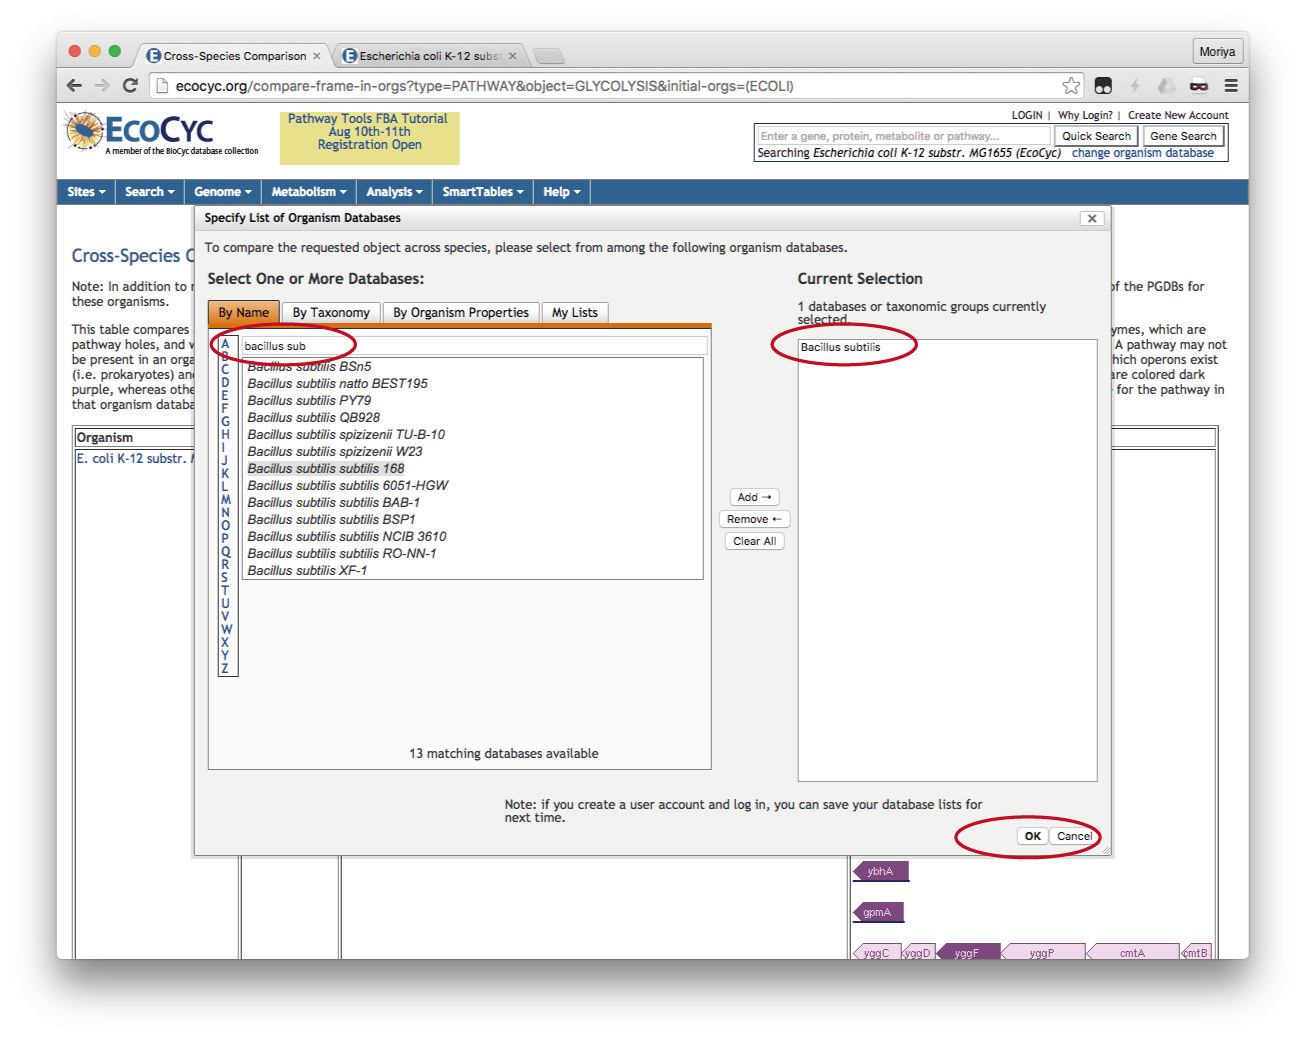 Cross-Species Comparison ×
Escherichia coli K-12 subst ×
Moriya
ecocyc.org/compare-frame-in-orgs?type=PATHWAY&object=GLYCOLYSIS&initial-orgs=(ECOLI)
LOGIN | Why Login? | Create New Account
EcoCyc
A member of the BioCyc database collection
Pathway Tools FBA Tutorial
Aug 10th-11th
Registration Open
Enter a gene, protein, metabolite or pathway... Quick Search Gene Search
Searching Escherichia coli K-12 substr. MG1655 (EcoCyc) change organism database
Sites Search Genome Metabolism Analysis SmartTables Help
Specify List of Organism Databases
To compare the requested object across species, please select from among the following organism databases.
Select One or More Databases:
By Name By Taxonomy By Organism Properties My Lists
bacillus sub
Bacillus subtilis BSn5
Bacillus subtilis natto BEST195
Bacillus subtilis PY79
Bacillus subtilis QB928
Bacillus subtilis spizizenii TU-B-10
Bacillus subtilis spizizenii W23
Bacillus subtilis subtilis 168
Bacillus subtilis subtilis 6051-HGW
Bacillus subtilis subtilis BAB-1
Bacillus subtilis subtilis BSP1
Bacillus subtilis subtilis NCIB 3610
Bacillus subtilis subtilis RO-NN-1
Bacillus subtilis XF-1
A
B
C
D
E
F
G
H
I
J
K
L
M
N
O
P
Q
R
S
T
U
V
W
X
Y
Z
13 matching databases available
Add →
Remove ←
Clear All
Current Selection
1 databases or taxonomic groups currently
selected.
Bacillus subtilis
Note: if you create a user account and log in, you can save your database lists for
next time.
OK Cancel
Cross-Species C
Note: In addition to
these organisms.
This table compares
pathway holes, and
be present in an orga
(i.e. prokaryotes) an
purple, whereas othe
that organism databa
of the PGDBs for
ymes, which are
A pathway may not
hich operons exist
are colored dark
for the pathway in
Organism
E. coli K-12 substr.
ybhA
gpmA
yggC yggD yggF yggP cmtA cmtB